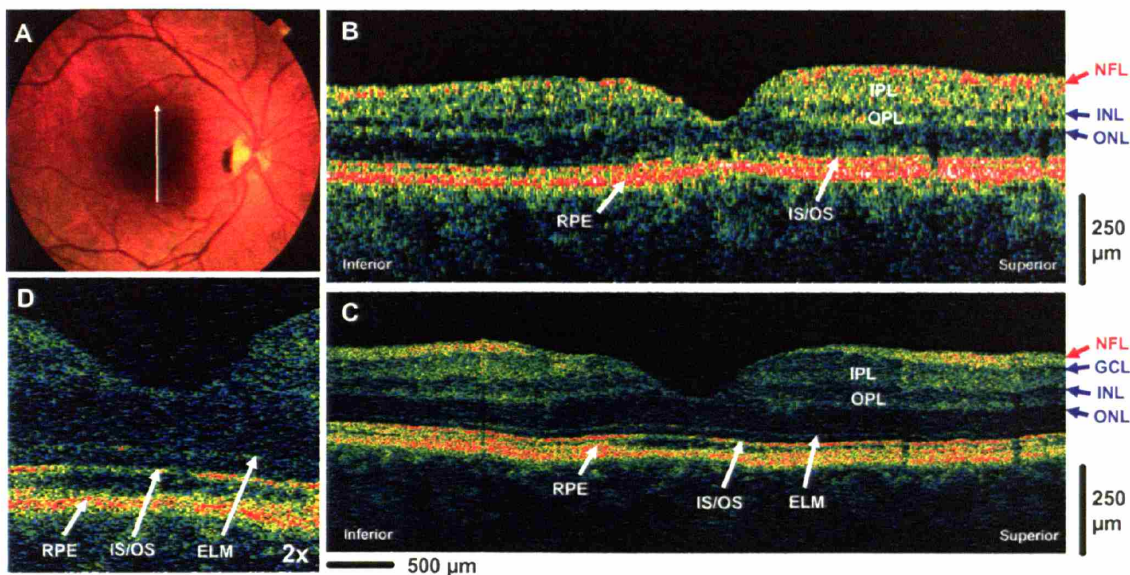 A
B
IPL
OPL
NFL
INL
ONL
RPE
IS/OS
Inferior
Superior
250
µm
D
RPE
IS/OS
ELM
2x
C
IPL
OPL
NFL
GCL
INL
ONL
RPE
IS/OS
ELM
Inferior
Superior
250
µm
500 µm